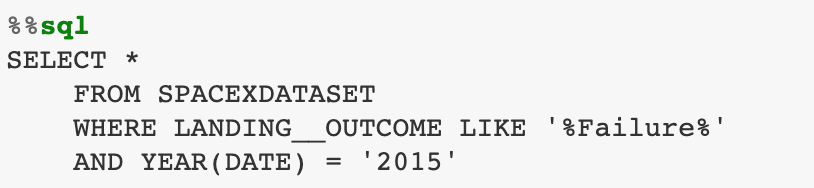 %%sql
SELECT *
    FROM SPACEXDATASET
    WHERE LANDING__OUTCOME LIKE '%Failure%'
    AND YEAR(DATE) = '2015'